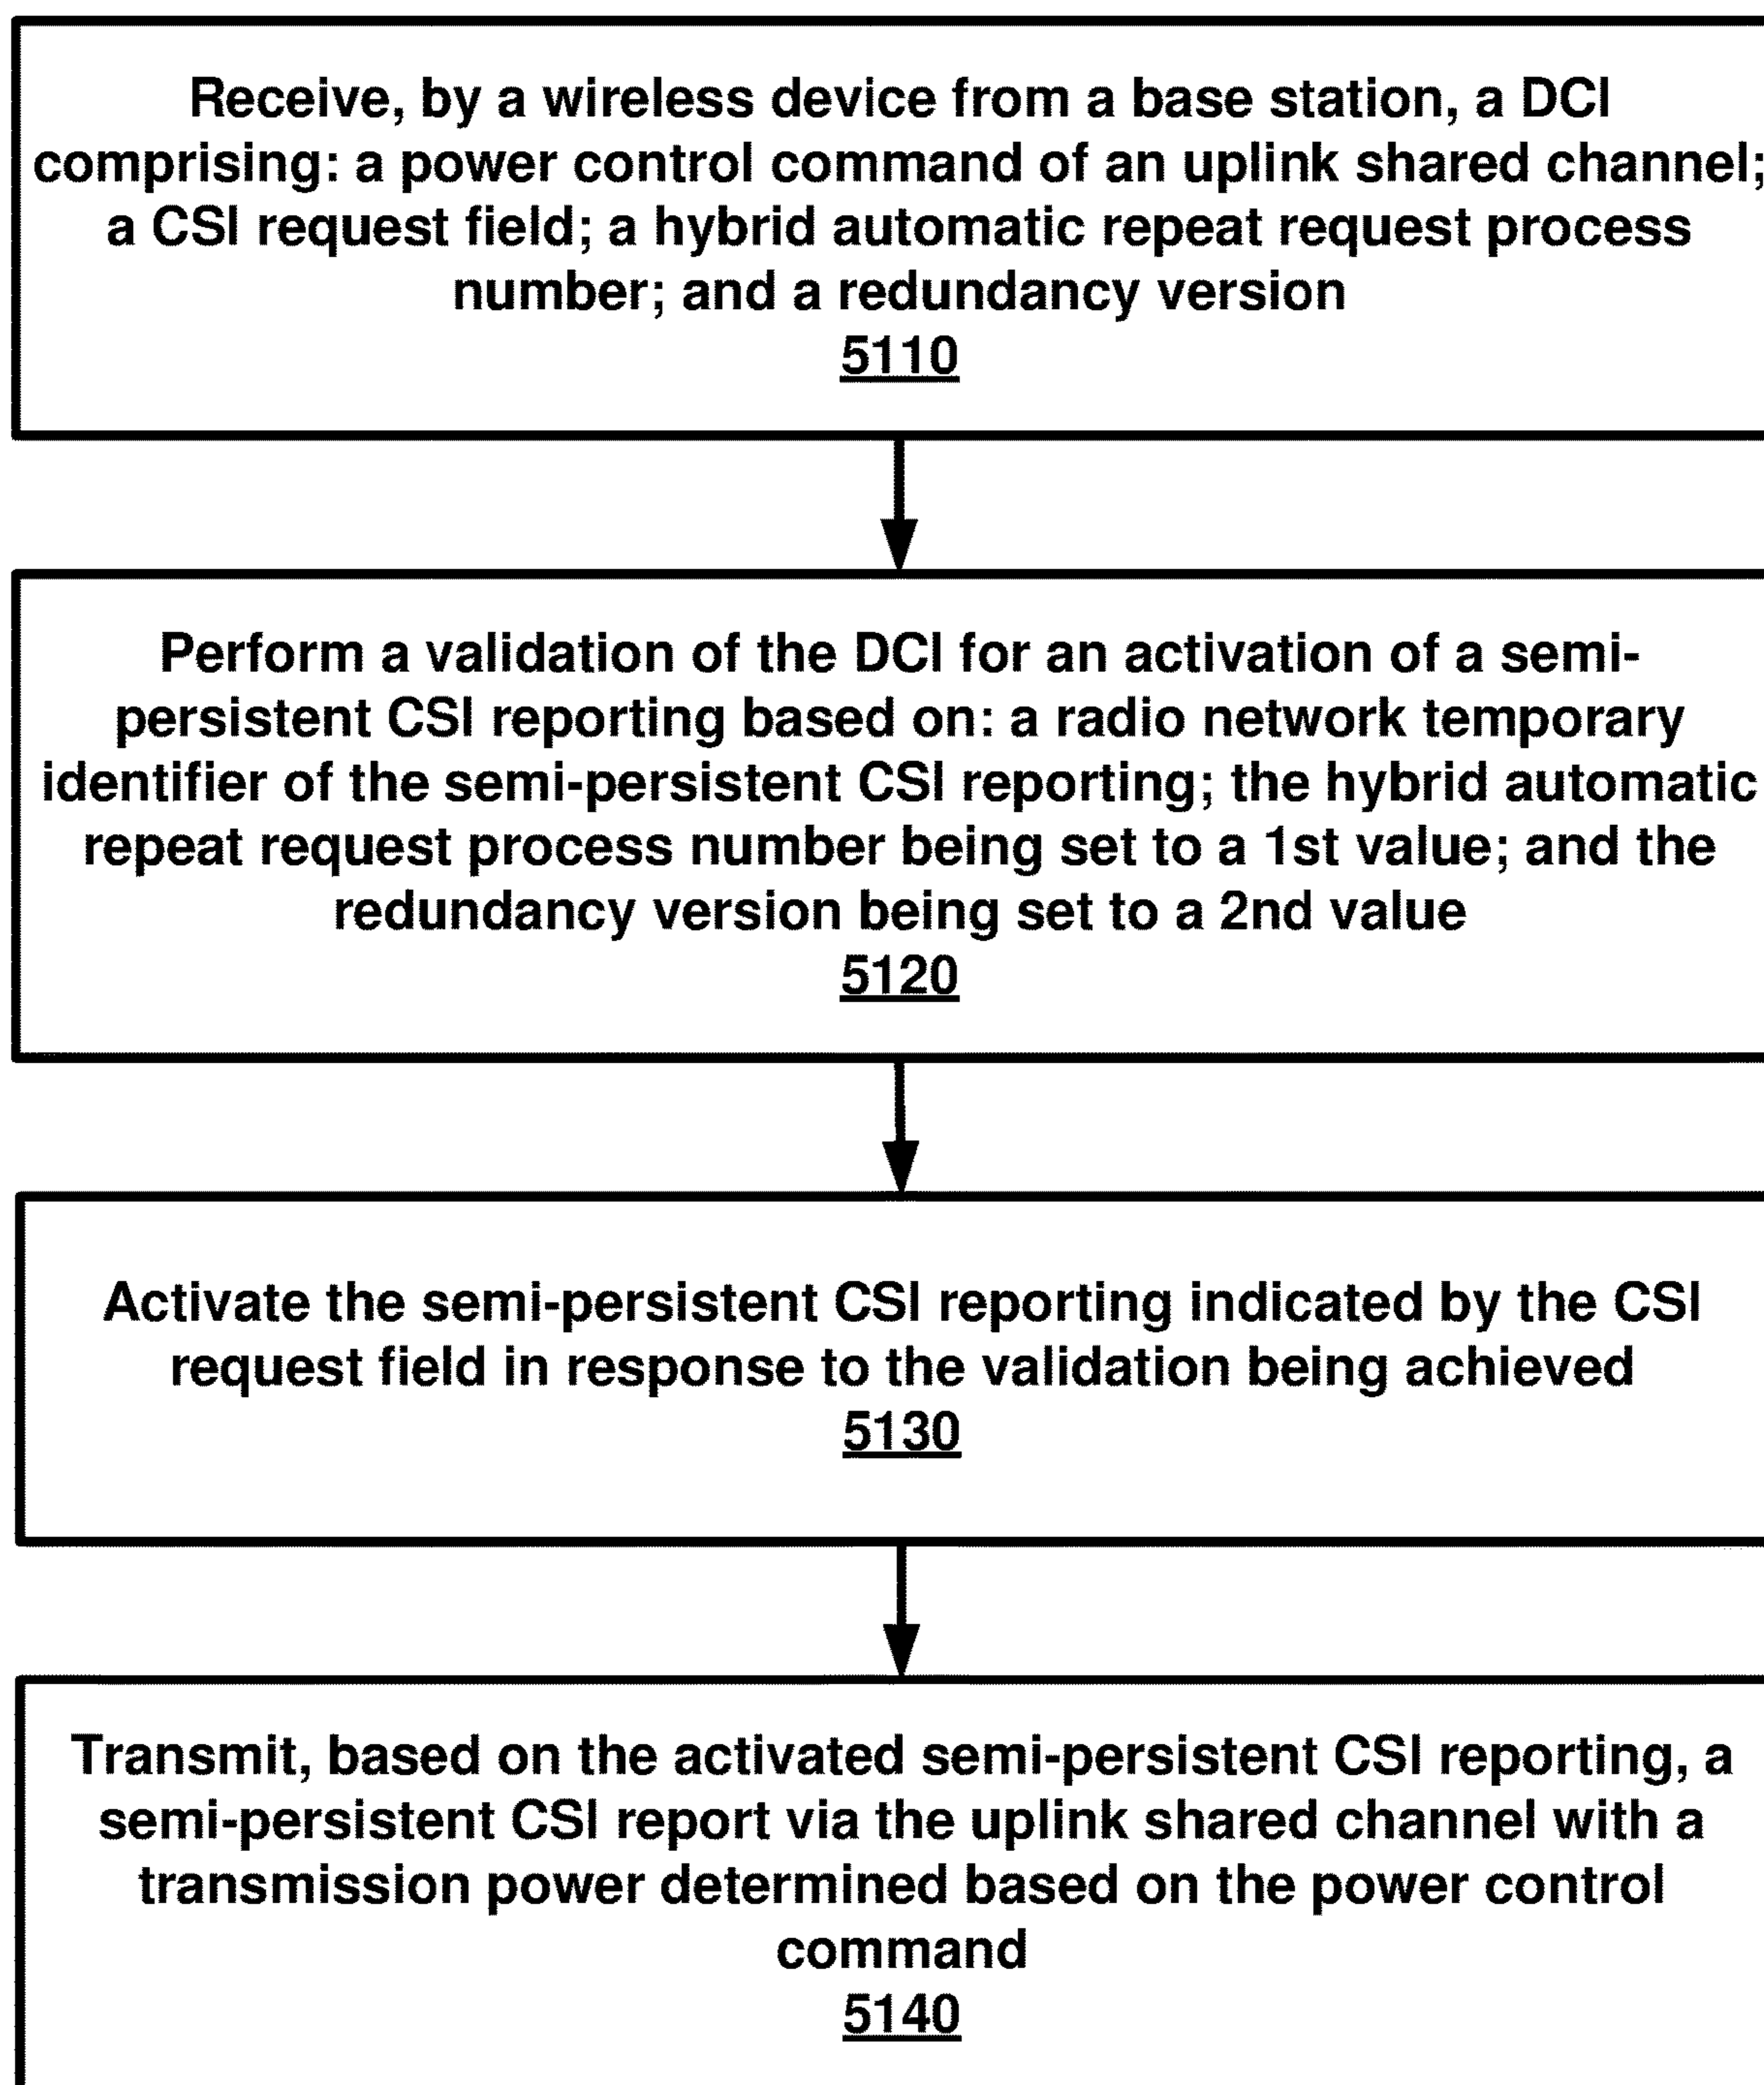 Receive, by a wireless device from a base station, a DCI
comprising: a power control command of an uplink shared channel;
a CSI request field; a hybrid automatic repeat request process
number; and a redundancy version
5110
Perform a validation of the DCI for an activation of a semi-
persistent CSI reporting based on: a radio network temporary
identifier of the semi-persistent CSI reporting; the hybrid automatic
repeat request process number being set to a 1st value; and the
redundancy version being set to a 2nd value
5120
Activate the semi-persistent CSI reporting indicated by the CSI
request field in response to the validation being achieved
5130
Transmit, based on the activated semi-persistent CSI reporting, a
semi-persistent CSI report via the uplink shared channel with a
transmission power determined based on the power control
command
5140